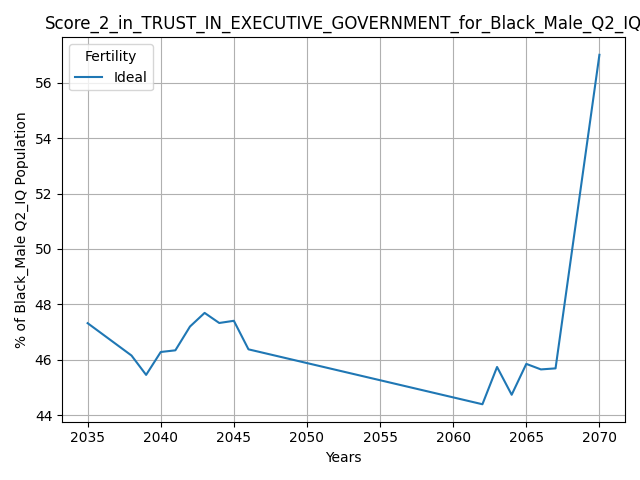 Score_2_in_TRUST_IN_EXECUTIVE_GOVERNMENT_for_Black_Male_Q2_IQ
Fertility
Ideal
% of Black_Male Q2_IQ Population
56
54
52
50
48
46
44
2035 2040 2045 2050 2055 2060 2065 2070
Years